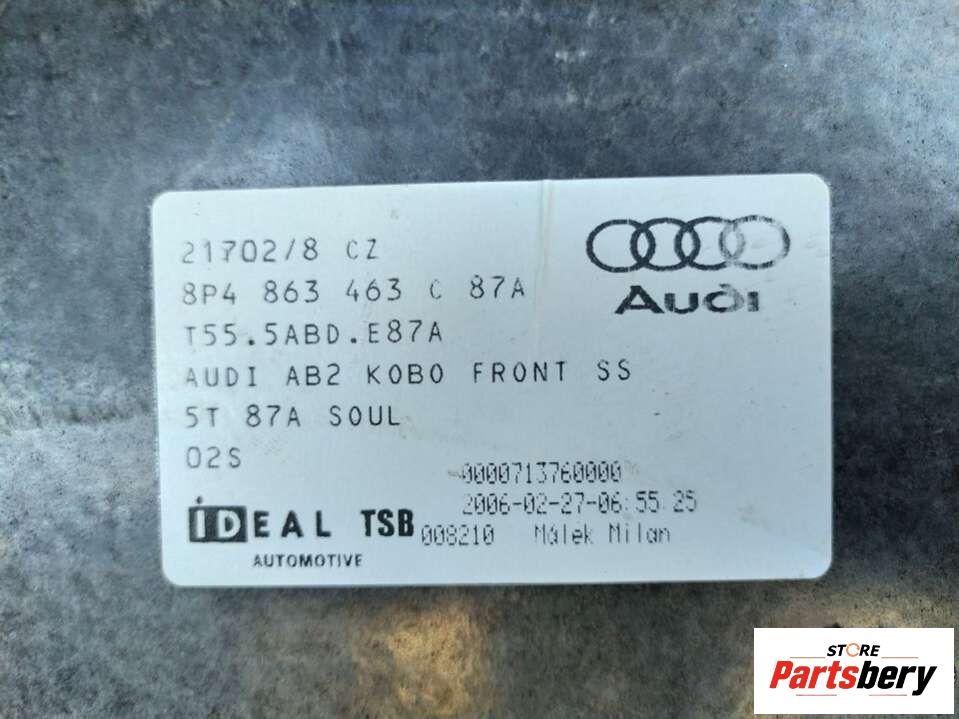 21702/8 CZ
8P4 863 463 C 87A
T55.5ABD.E87A
AUDI AB2 KOBO FRONT SS
5T 87A SOUL
02S
Audi
0000713760000
2006-02-27-06:55:25
008210 Málek Milan
IDEAL TSB
AUTOMOTIVE
STORE
Partsbery